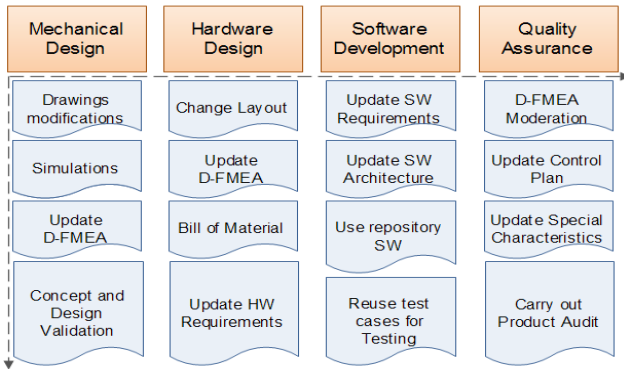 Mechanical
Design
Hardware
Design
Software
Development
Quality
Assurance
Drawings
modifications
Change Layout
Update SW
Requirements
D-FMEA
Moderation
Simulations
Update
D-FMEA
Update SW
Architecture
Update Control
Plan
Update
D-FMEA
Bill of Material
Use repository
SW
Update Special
Characteristics
Concept and
Design
Validation
Update HW
Requirements
Reuse test
cases for
Testing
Carry out
Product Audit